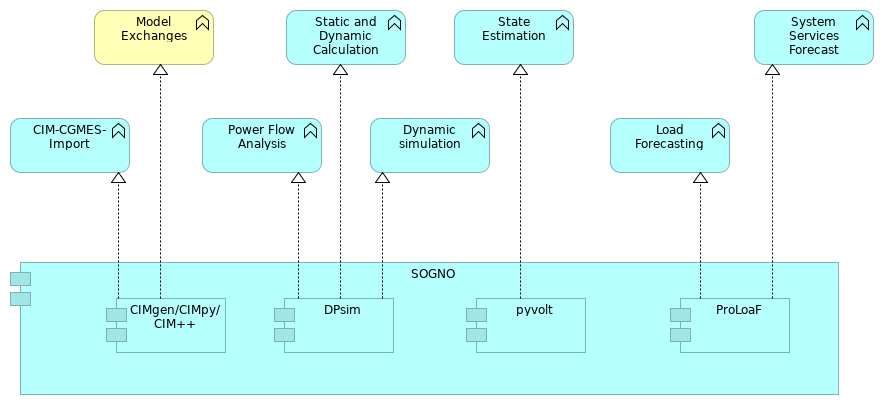 Model
Exchanges
Static and
Dynamic
Calculation
State
Estimation
System
Services
Forecast
CIM-CGMES-
Import
Power Flow
Analysis
Dynamic
simulation
Load
Forecasting
SOGNO
CIMgen/CIMpy/
CIM++
DPsim
pyvolt
ProLoaF